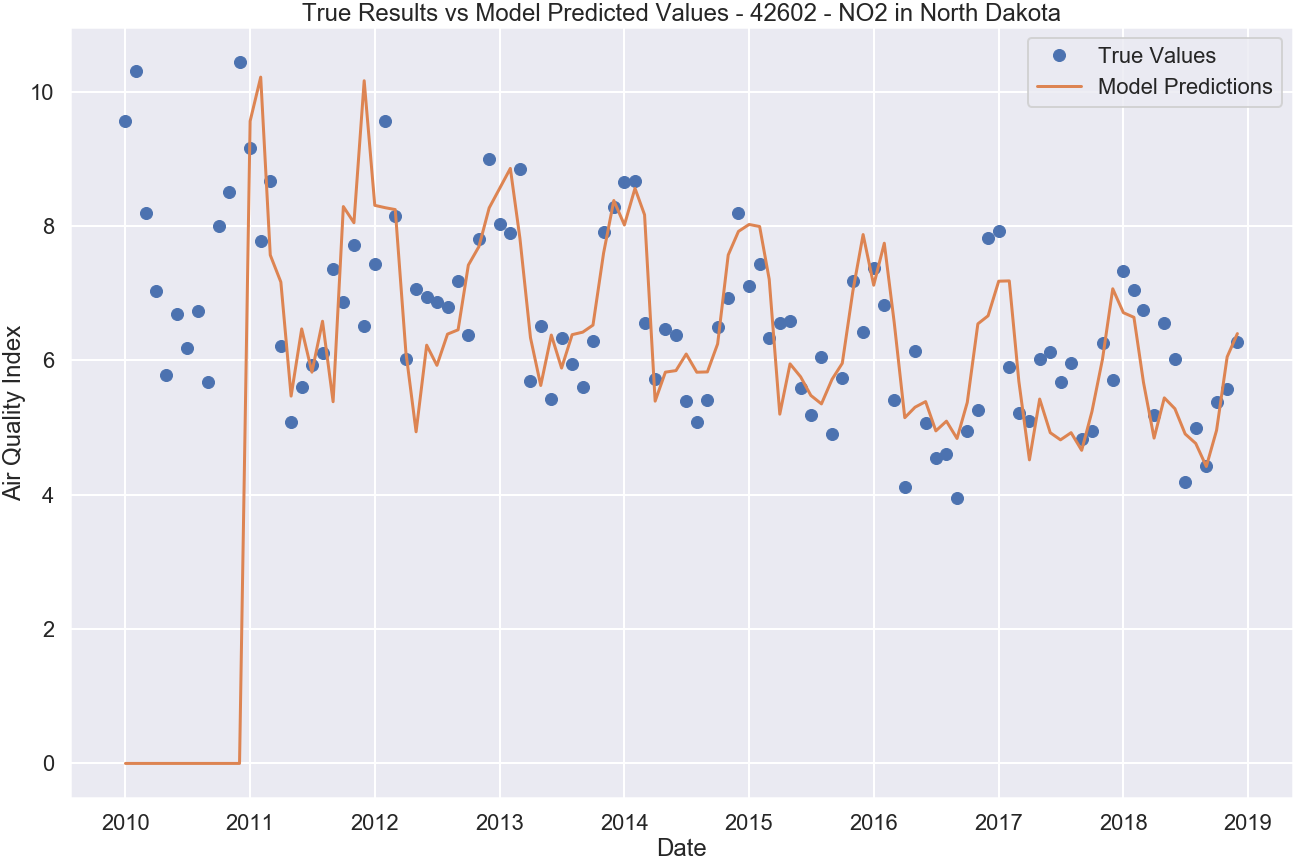 True Results vs Model Predicted Values - 42602 - NO2 in North Dakota
True Values
Model Predictions
Air Quality Index
10
8
6
4
2
0
2010 2011 2012 2013 2014 2015 2016 2017 2018 2019
Date